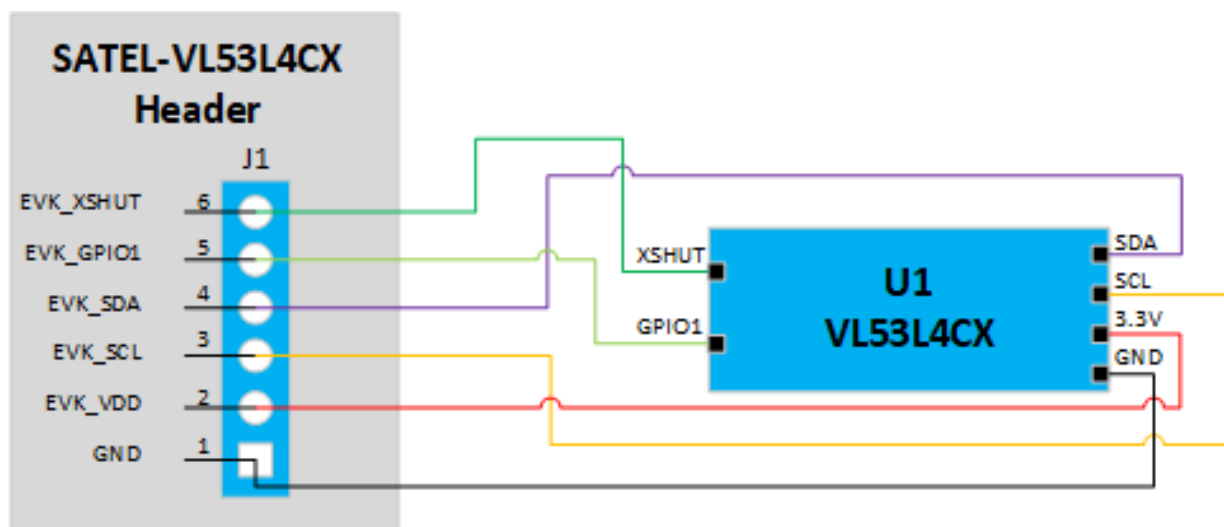 SATEL-VL53L4CX
Header
J1
EVK_XSHUT 6
EVK_GPIO1 5
EVK_SDA 4
EVK_SCL 3
EVK_VDD 2
GND 1
XSHUT
GPIO1
U1
VL53L4CX
SDA
SCL
3.3V
GND